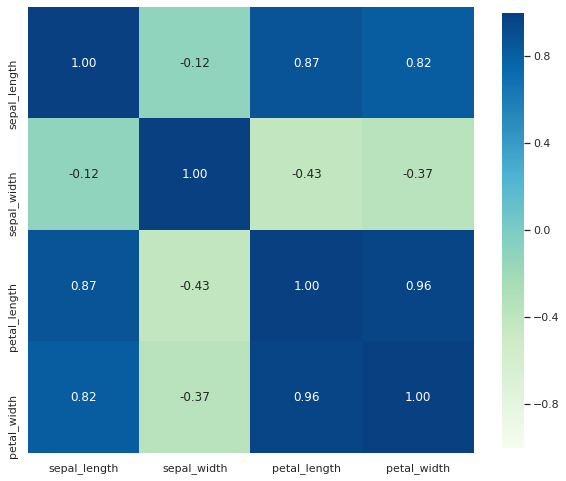 sepal_length
1.00
-0.12
0.87
0.82
sepal_width
-0.12
1.00
-0.43
-0.37
petal_length
0.87
-0.43
1.00
0.96
petal_width
0.82
-0.37
0.96
1.00
sepal_length
sepal_width
petal_length
petal_width
0.8
0.4
0.0
−0.4
−0.8